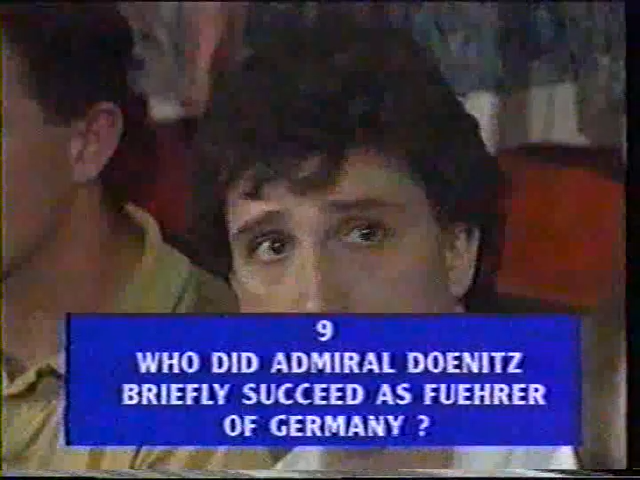 9
WHO DID ADMIRAL DOENITZ
BRIEFLY SUCCEED AS FUEHRER
OF GERMANY ?